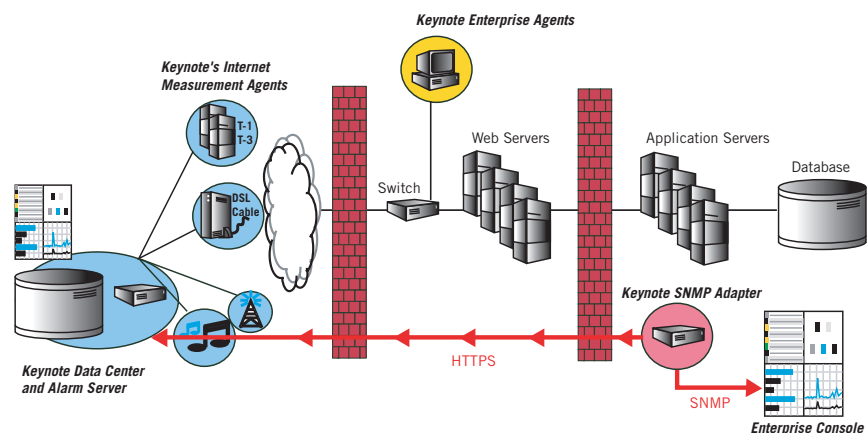 Keynote Enterprise Agents
Keynote's Internet
Measurement Agents
T-1
T-3
Web Servers
Application Servers
Database
Switch
DSL
Cable
Keynote SNMP Adapter
HTTPS
Keynote Data Center
and Alarm Server
SNMP
Enterprise Console